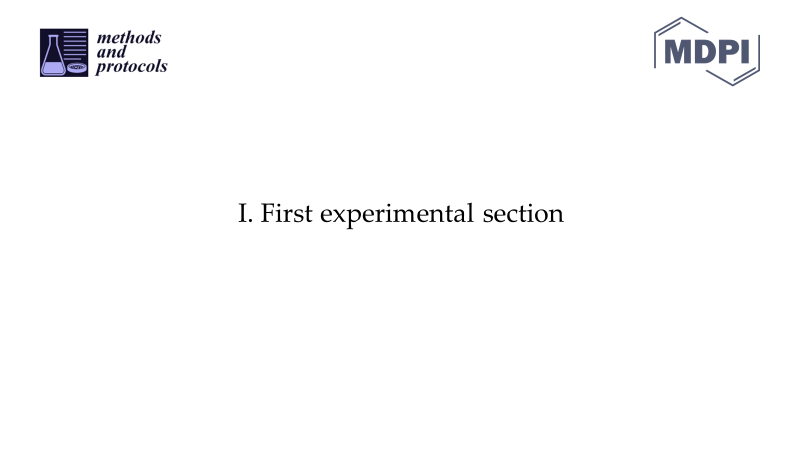 methods
and
protocols
MDPI
I. First experimental section